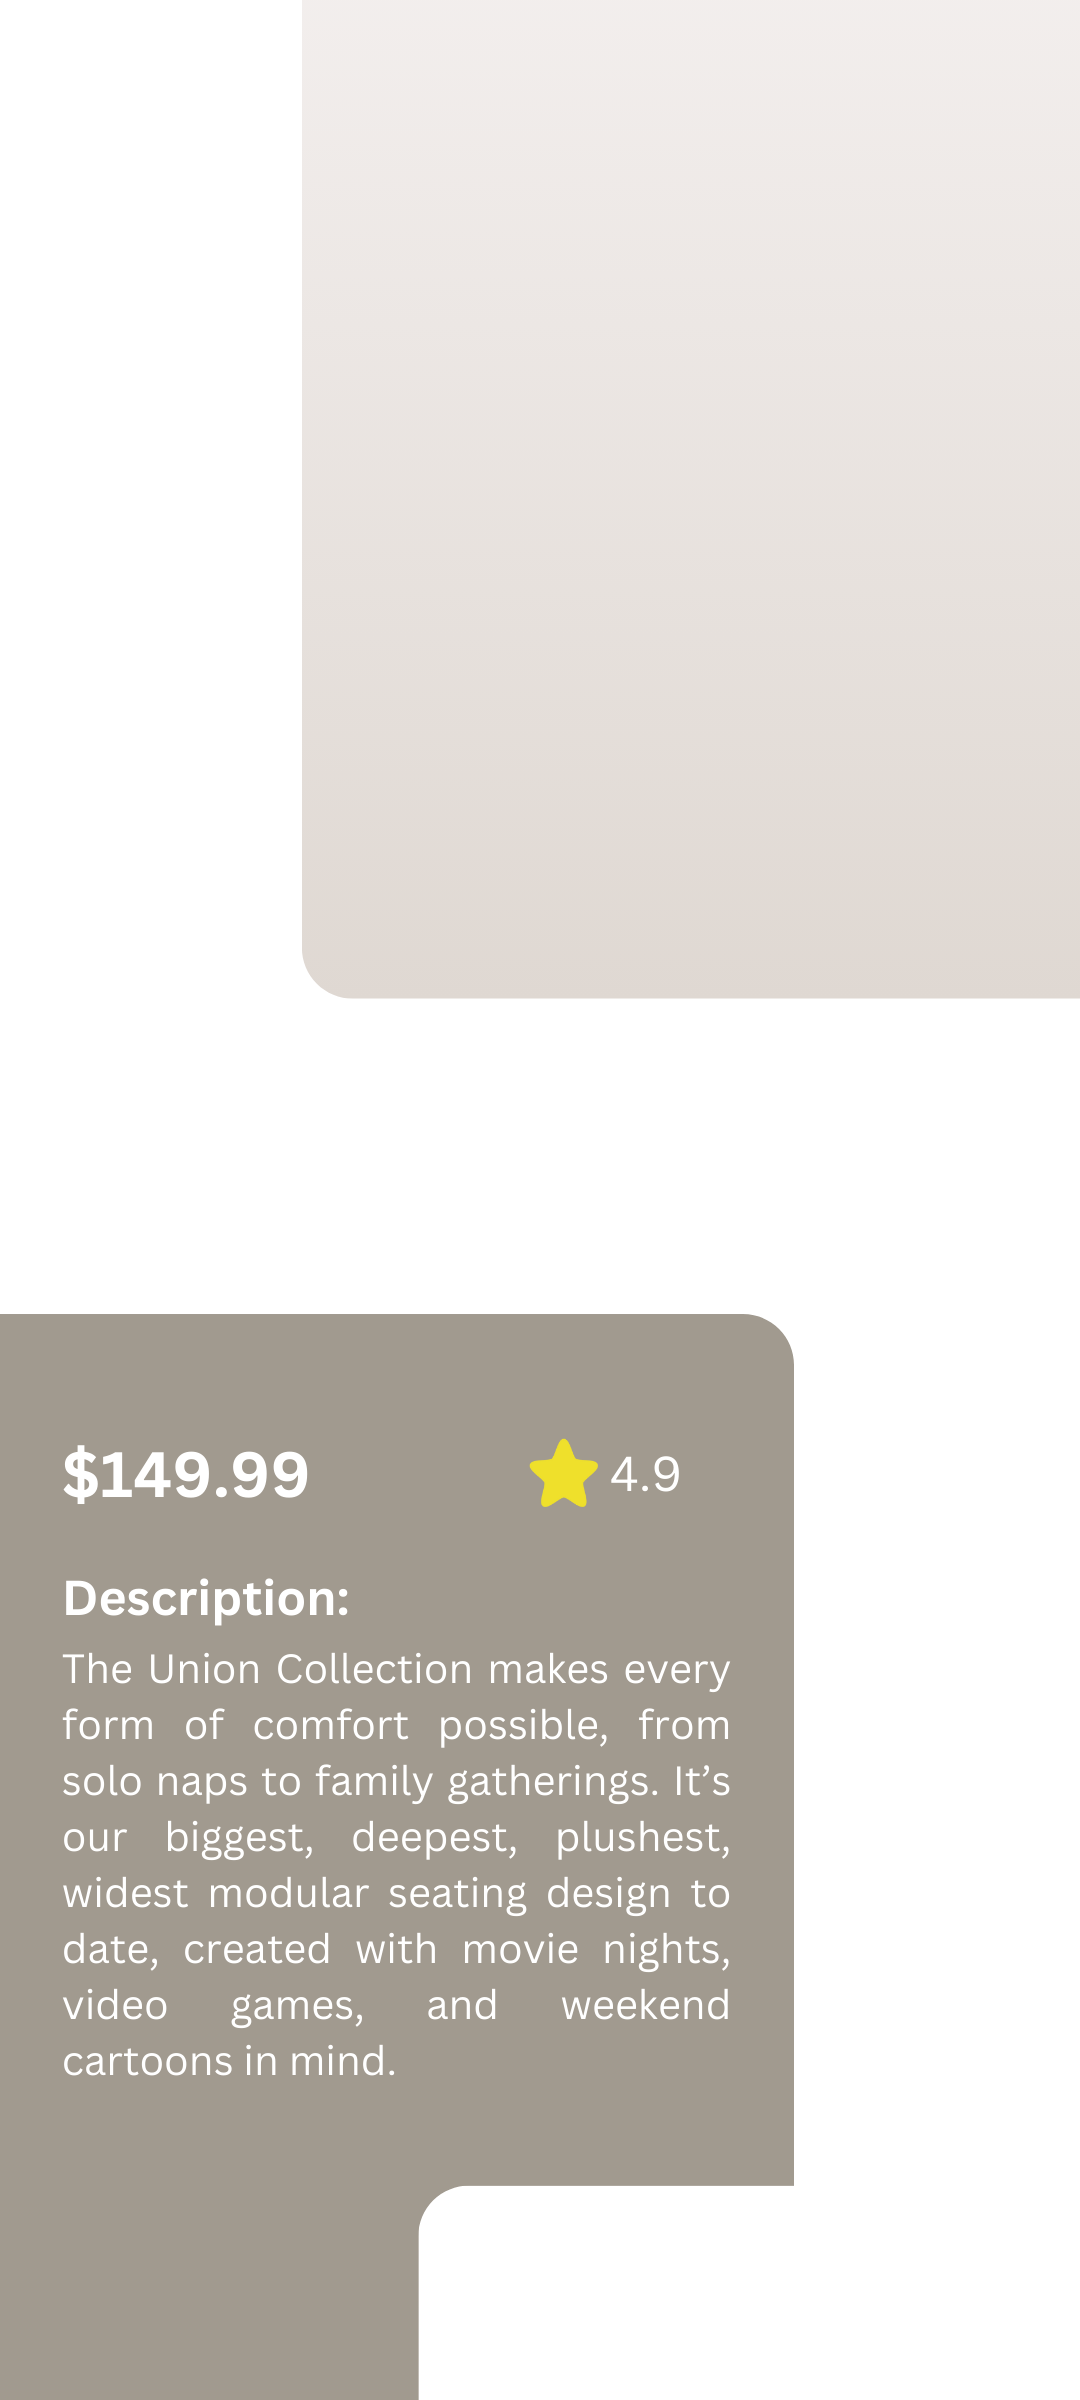 $149.99
4.9
Description:
The Union Collection makes every
form of comfort possible, from
solo naps to family gatherings. It’s
our biggest, deepest, plushest,
widest modular seating design to
date, created with movie nights,
video games, and weekend
cartoons in mind.